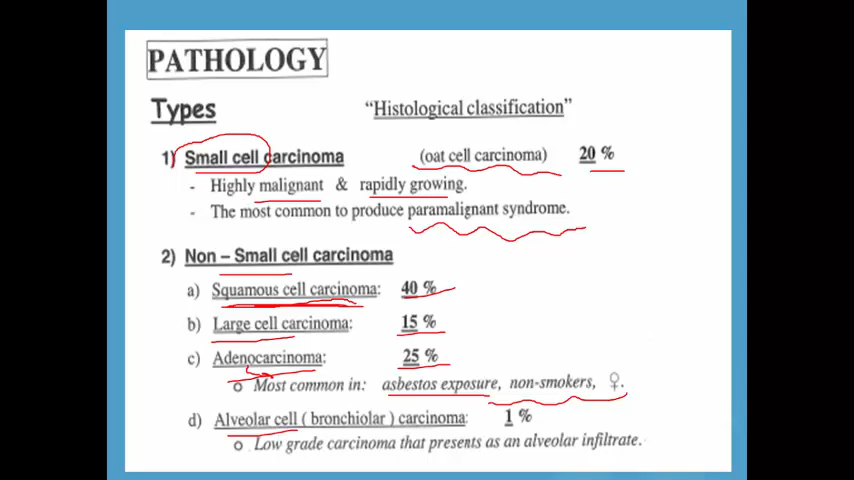 PATHOLOGY
Types "Histological classification"
1) Small cell carcinoma (oat cell carcinoma) 20 %
- Highly malignant & rapidly growing.
- The most common to produce paramalignant syndrome.
2) Non – Small cell carcinoma
a) Squamous cell carcinoma: 40 %
b) Large cell carcinoma: 15 %
c) Adenocarcinoma: 25 %
o Most common in: asbestos exposure, non-smokers, ♀.
d) Alveolar cell ( bronchiolar ) carcinoma: 1 %
o Low grade carcinoma that presents as an alveolar infiltrate.